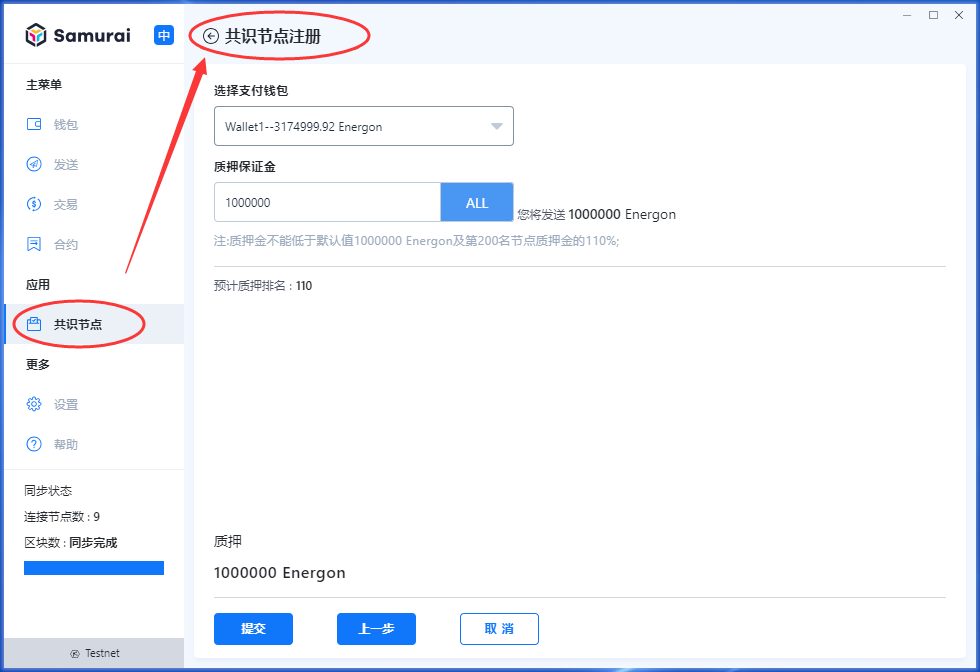 Samurai
中
共识节点注册
主菜单
钱包
发送
交易
合约
应用
共识节点
更多
设置
帮助
同步状态
连接节点数 : 9
区块数 : 同步完成
Testnet
选择支付钱包
Wallet1--3174999.92 Energon
质押保证金
1000000
ALL
您将发送 1000000 Energon
注:质押金不能低于默认值1000000 Energon及第200名节点质押金的110%;
预计质押排名 : 110
质押
1000000 Energon
提交
上一步
取 消